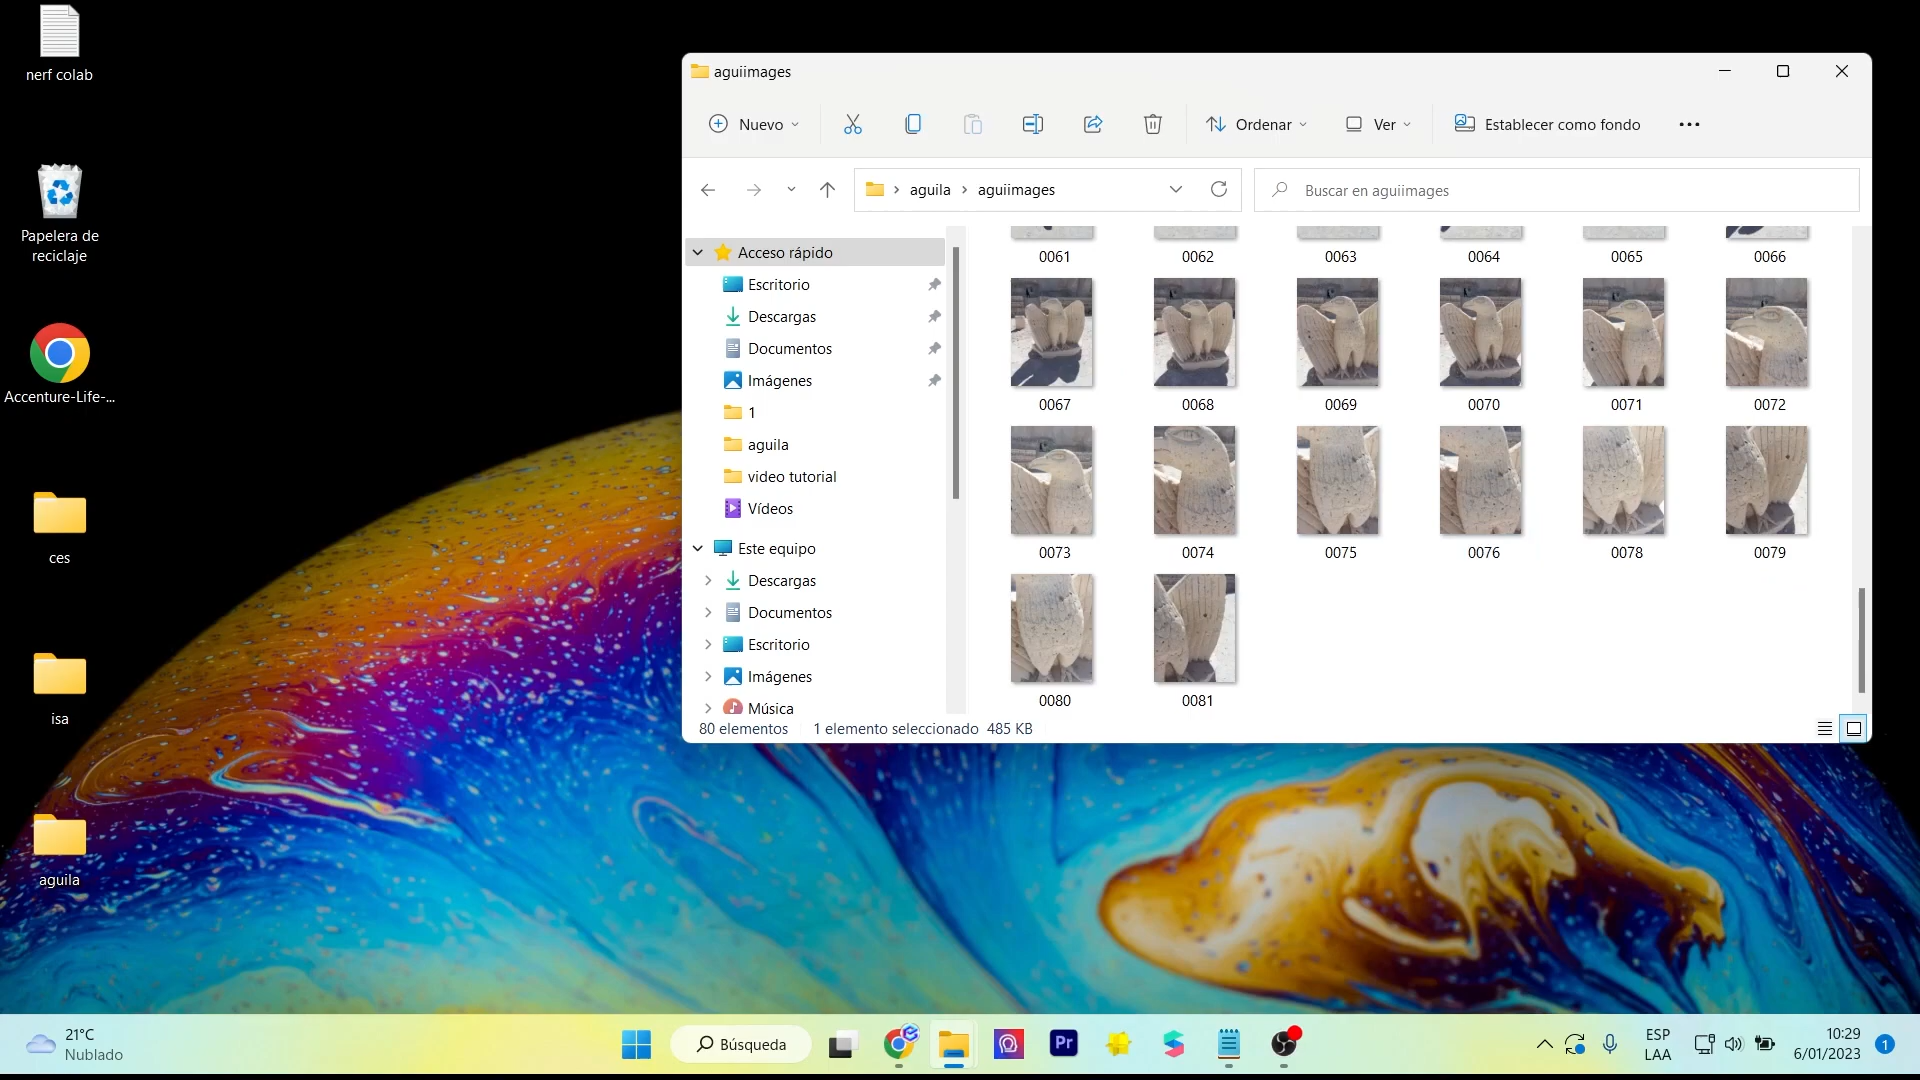 nerf colab
Papelera de
reciclaje
Accenture-Life-...
ces
isa
aguila
aguiimages
Nuevo
Ordenar
Ver
Establecer como fondo
aguila
aguiimages
Buscar en aguiimages
Acceso rápido
Escritorio
Descargas
Documentos
Imágenes
1
aguila
video tutorial
Vídeos
Este equipo
Descargas
Documentos
Escritorio
Imágenes
Música
0061 0062 0063 0064 0065 0066
0067 0068 0069 0070 0071 0072
0073 0074 0075 0076 0078 0079
0080 0081
80 elementos 1 elemento seleccionado 485 KB
21°C
Nublado
Búsqueda
Pr
ESP
LAA
10:29
6/01/2023
1